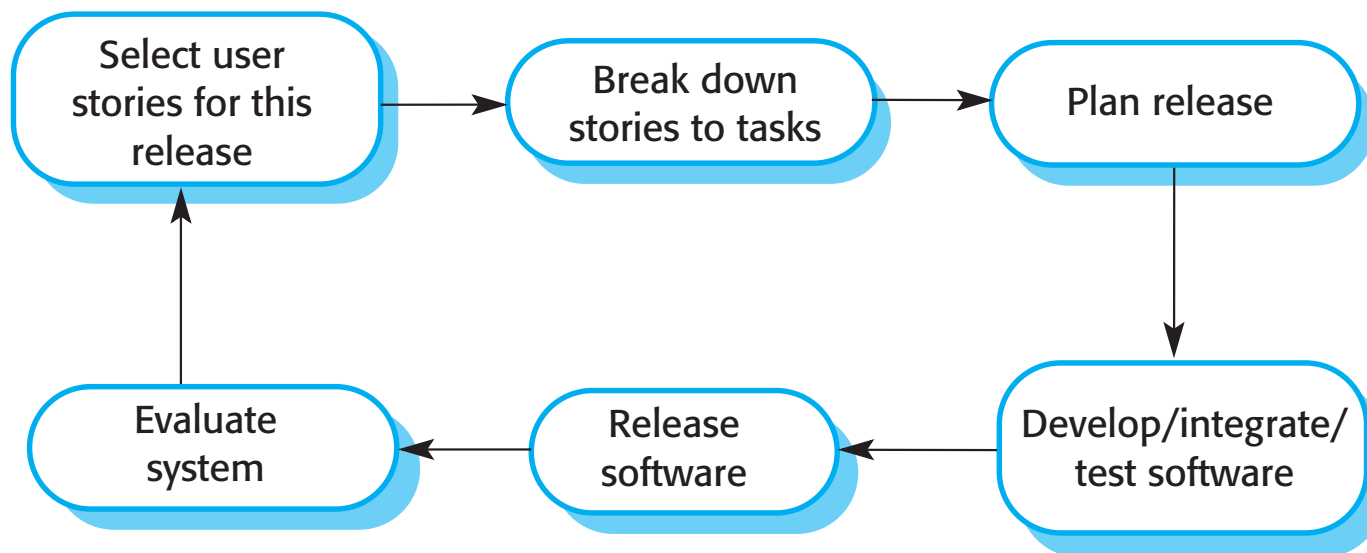 Select user
stories for this
release
Break down
stories to tasks
Plan release
Evaluate
system
Release
software
Develop/integrate/
test software